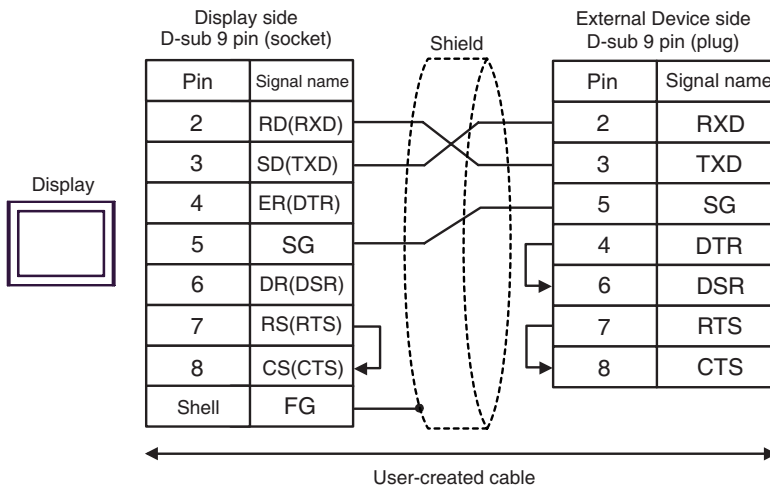 Display side
D-sub 9 pin (socket)
Shield
External Device side
D-sub 9 pin (plug)
Pin Signal name
2 RD(RXD)
3 SD(TXD)
4 ER(DTR)
5 SG
6 DR(DSR)
7 RS(RTS)
8 CS(CTS)
Shell FG
Pin Signal name
2 RXD
3 TXD
5 SG
4 DTR
6 DSR
7 RTS
8 CTS
Display
User-created cable